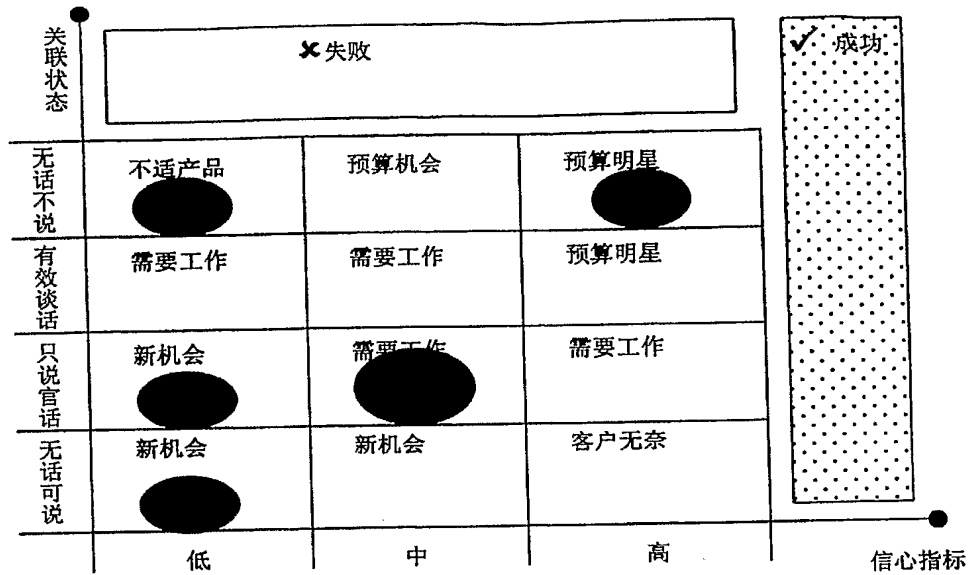 关联状态
✘失败
✓ 成功
无话不说
不适产品
预算机会
预算明星
有效谈话
需要工作
需要工作
预算明星
只说官话
新机会
需要工作
需要工作
无话可说
新机会
新机会
客户无奈
低
中
高
信心指标